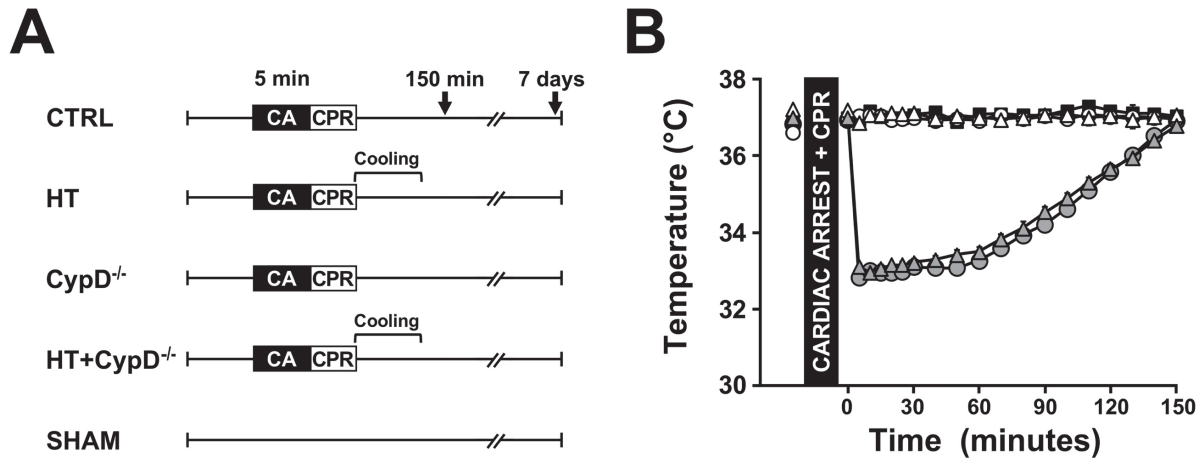 A
5 min
150 min
7 days
CTRL
CA
CPR
Cooling
HT
CA
CPR
CypD-/-
CA
CPR
Cooling
HT+CypD-/-
CA
CPR
SHAM
B
Temperature (°C)
38
36
34
32
30
CARDIAC ARREST + CPR
0
30
60
90
120
150
Time (minutes)